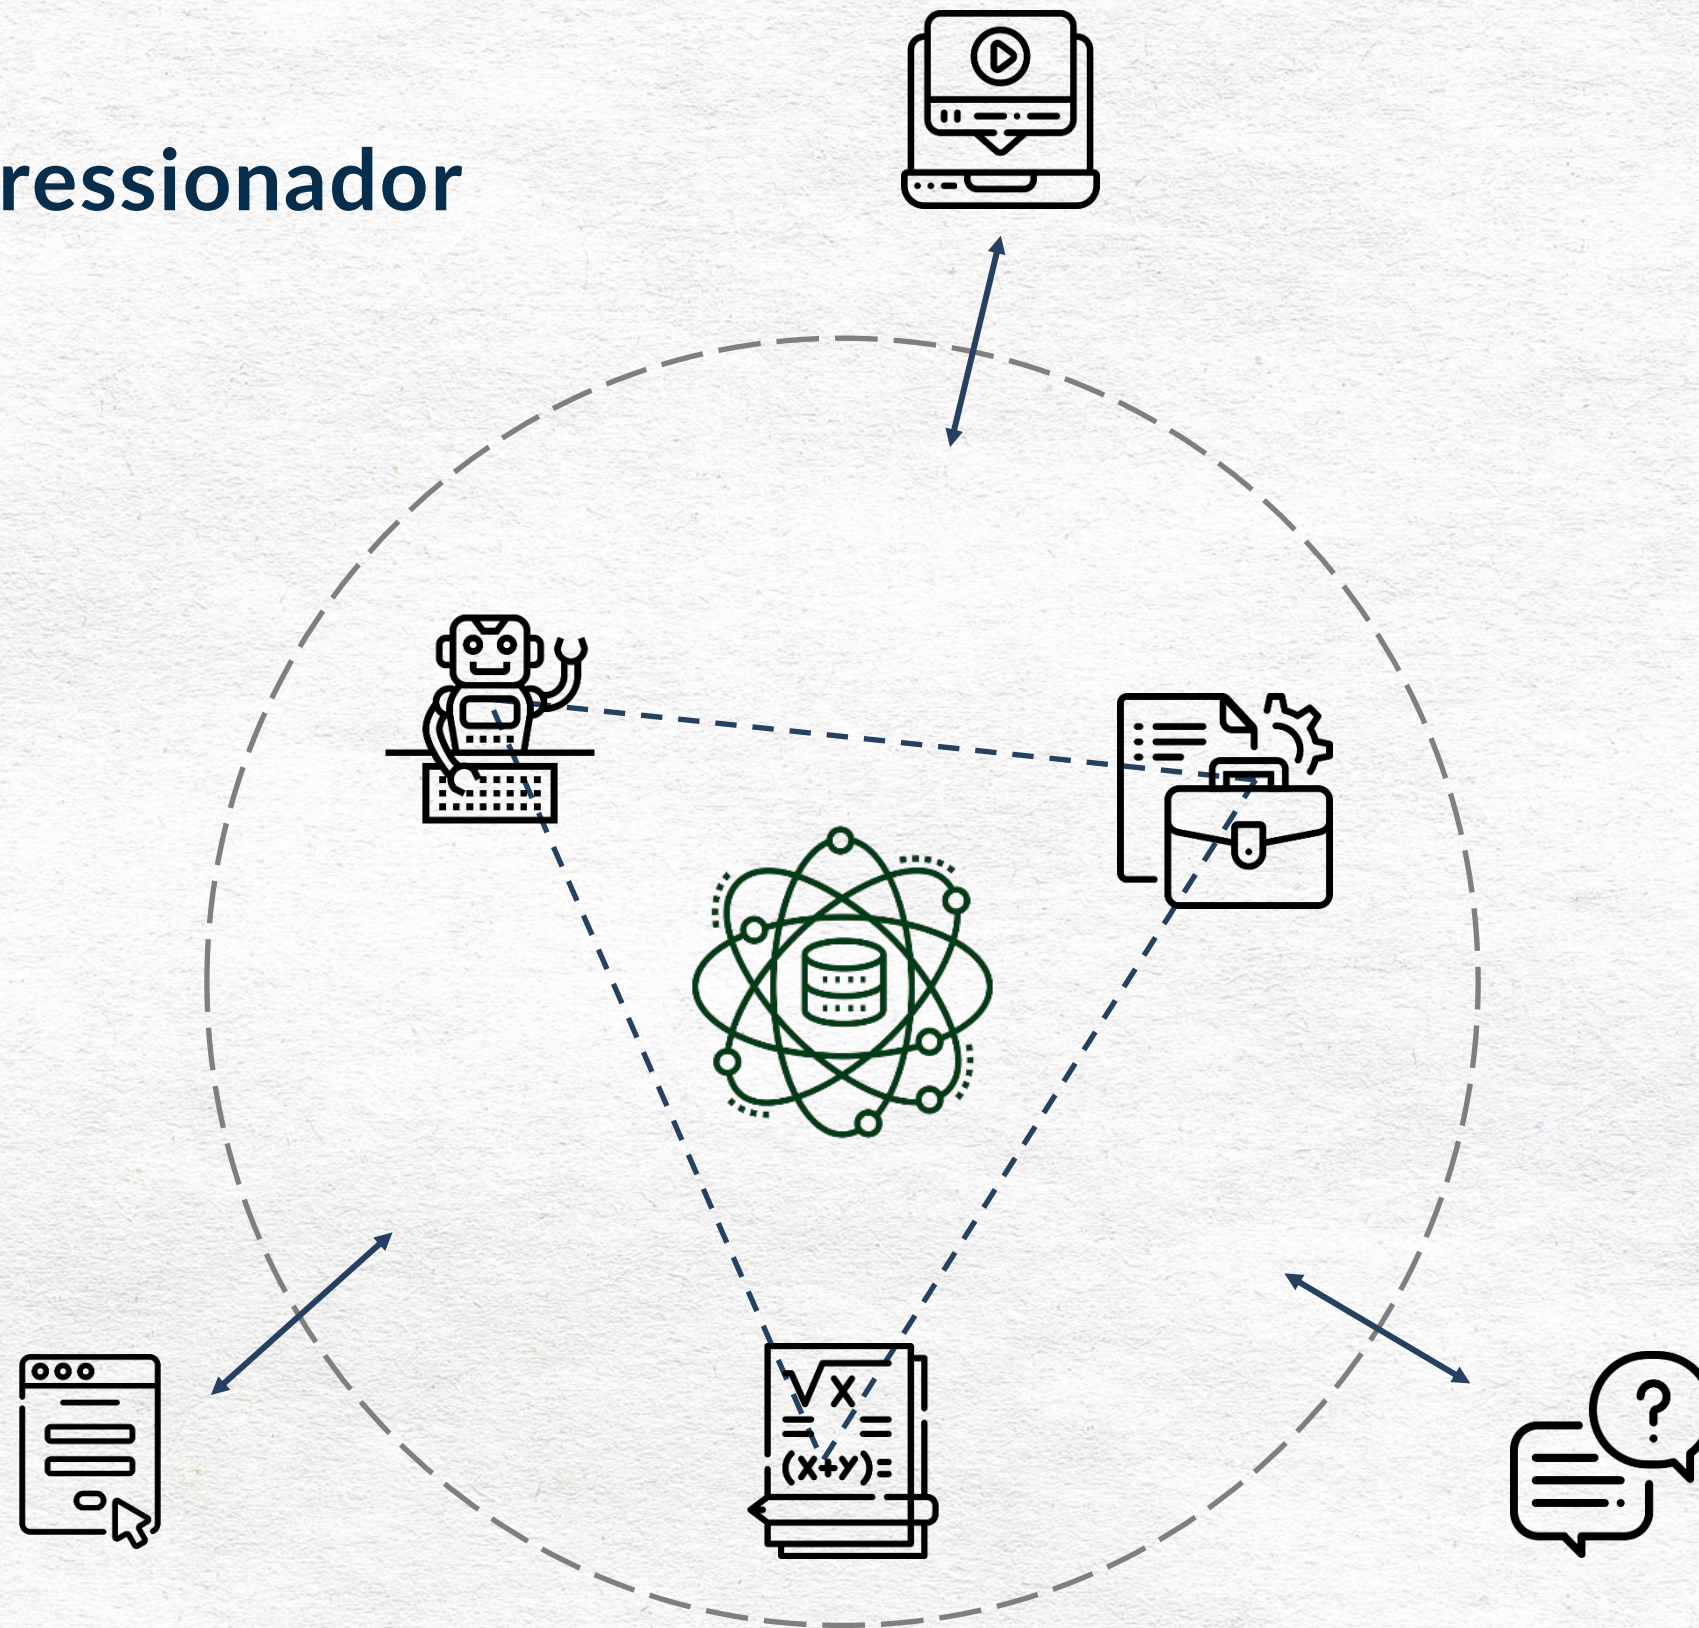 ressionador
?
√x
= =
(x+y)=